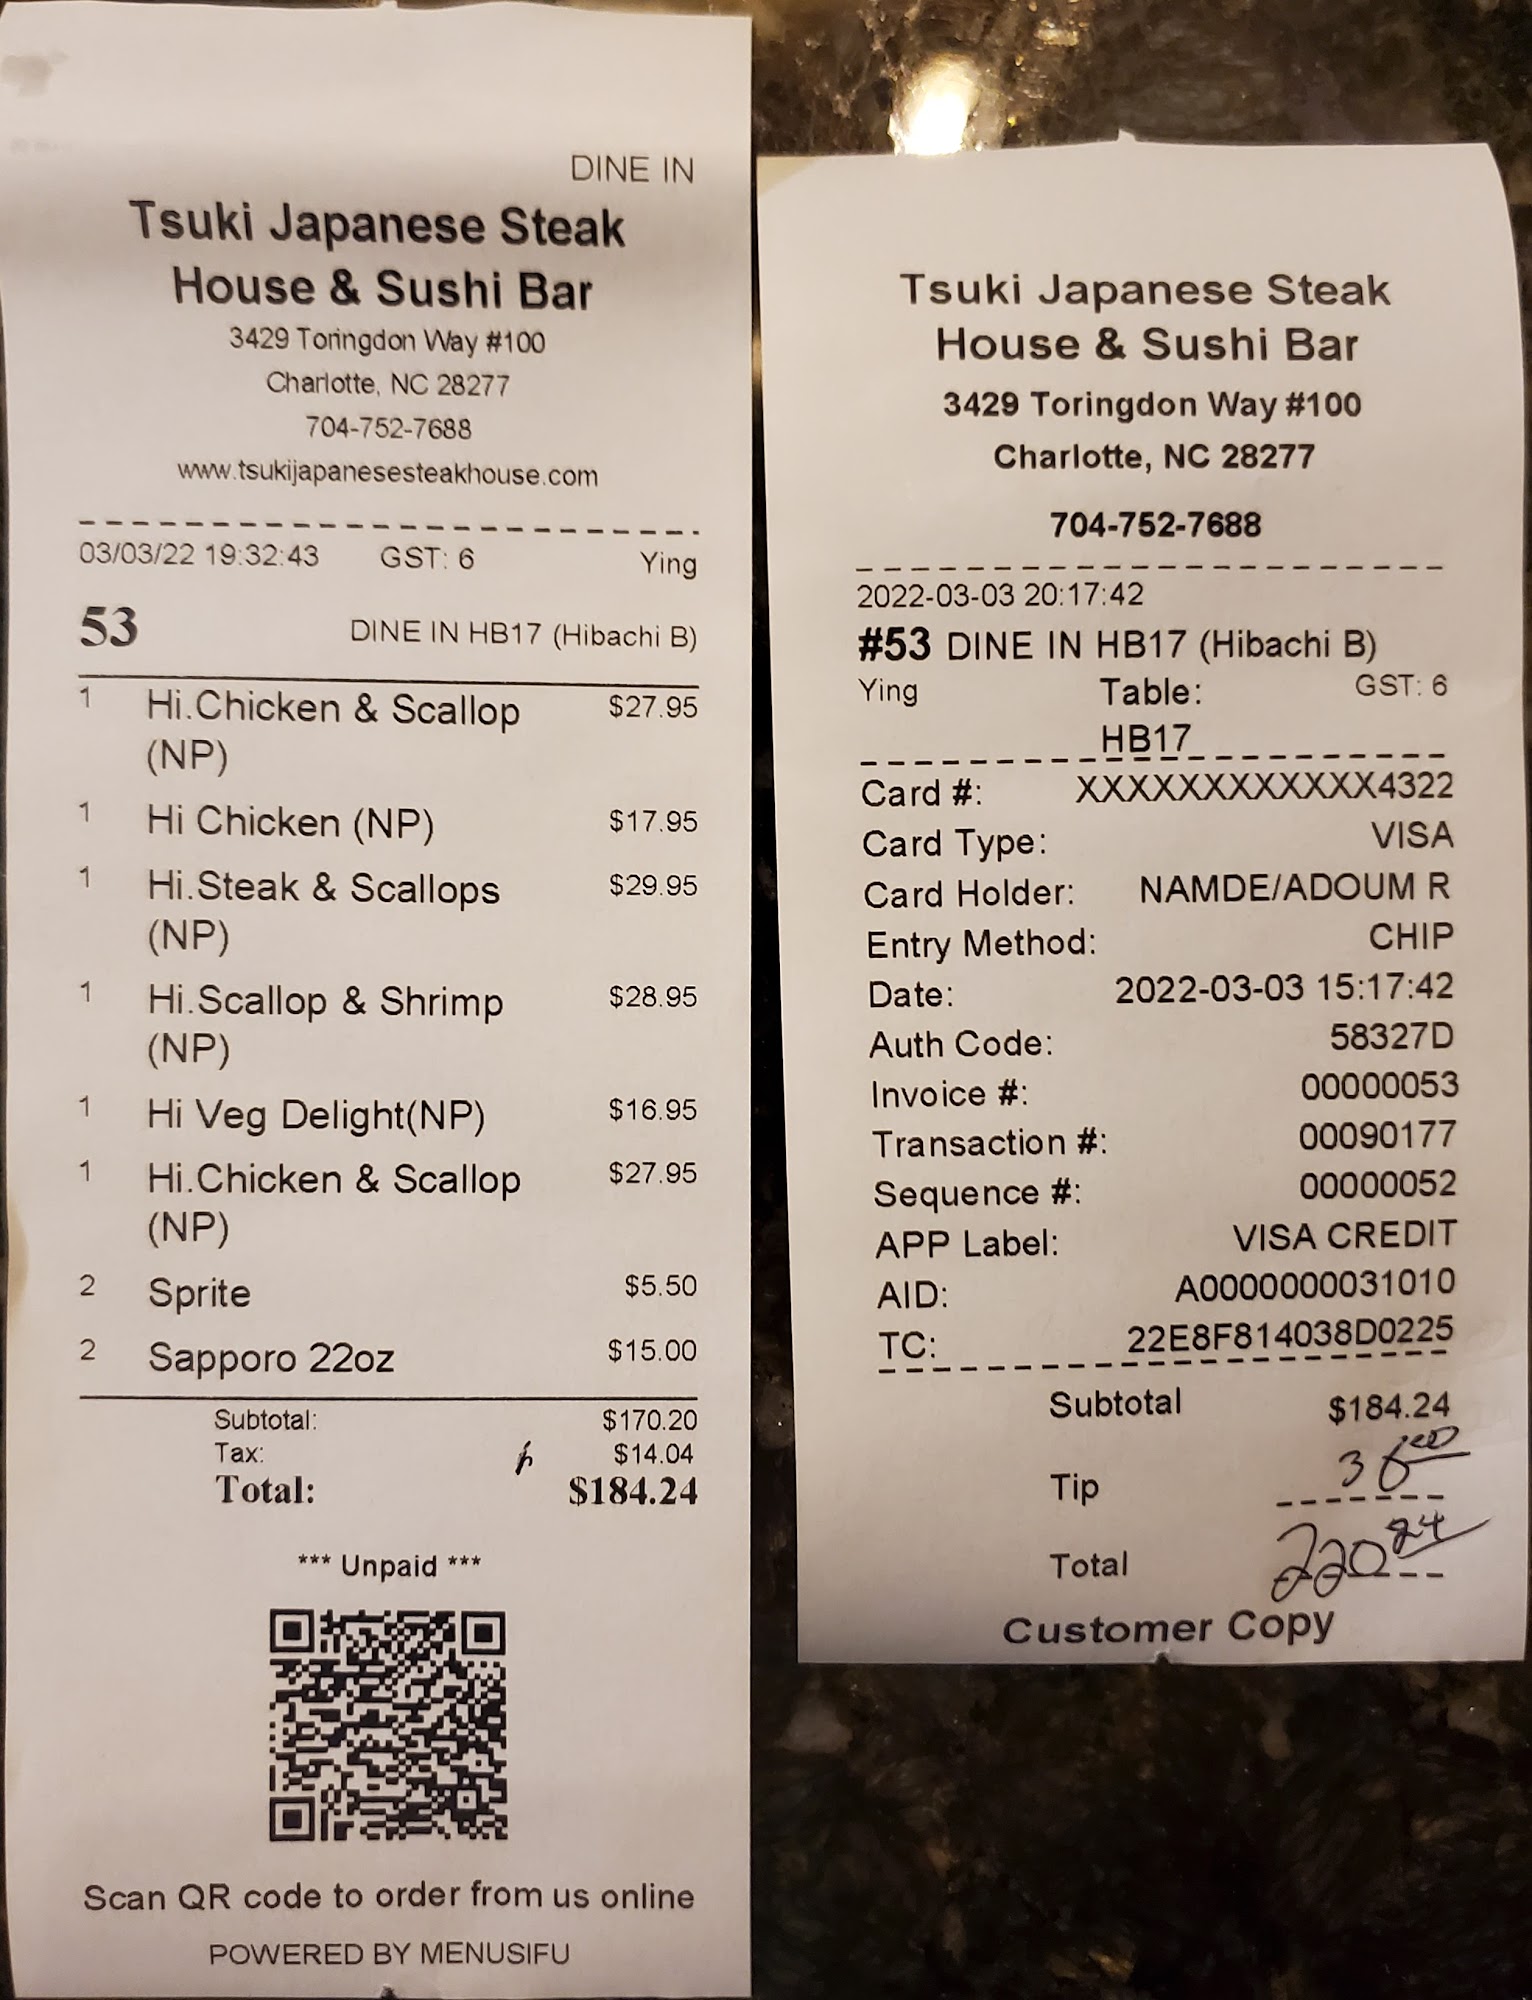 DINE IN
Tsuki Japanese Steak
House & Sushi Bar
3429 Toringdon Way #100
Charlotte, NC 28277
704-752-7688
www.tsukijapanesesteakhouse.com
03/03/22 19:32:43 GST: 6 Ying
53 DINE IN HB17 (Hibachi B)
1 Hi.Chicken & Scallop $27.95
(NP)
1 Hi Chicken (NP) $17.95
1 Hi.Steak & Scallops $29.95
(NP)
1 Hi.Scallop & Shrimp $28.95
(NP)
1 Hi Veg Delight(NP) $16.95
1 Hi.Chicken & Scallop $27.95
(NP)
2 Sprite $5.50
2 Sapporo 22oz $15.00
Subtotal: $170.20
Tax: $14.04
Total: $184.24
*** Unpaid ***
Scan QR code to order from us online
POWERED BY MENUSIFU
Tsuki Japanese Steak
House & Sushi Bar
3429 Toringdon Way #100
Charlotte, NC 28277
704-752-7688
2022-03-03 20:17:42
#53 DINE IN HB17 (Hibachi B)
Ying Table: GST: 6
HB17
Card #: XXXXXXXXXXXX4322
Card Type: VISA
Card Holder: NAMDE/ADOUM R
Entry Method: CHIP
Date: 2022-03-03 15:17:42
Auth Code: 58327D
Invoice #: 00000053
Transaction #: 00090177
Sequence #: 00000052
APP Label: VISA CREDIT
AID: A0000000031010
TC: 22E8F814038D0225
Subtotal $184.24
Tip 36 00
Total 220 24
Customer Copy